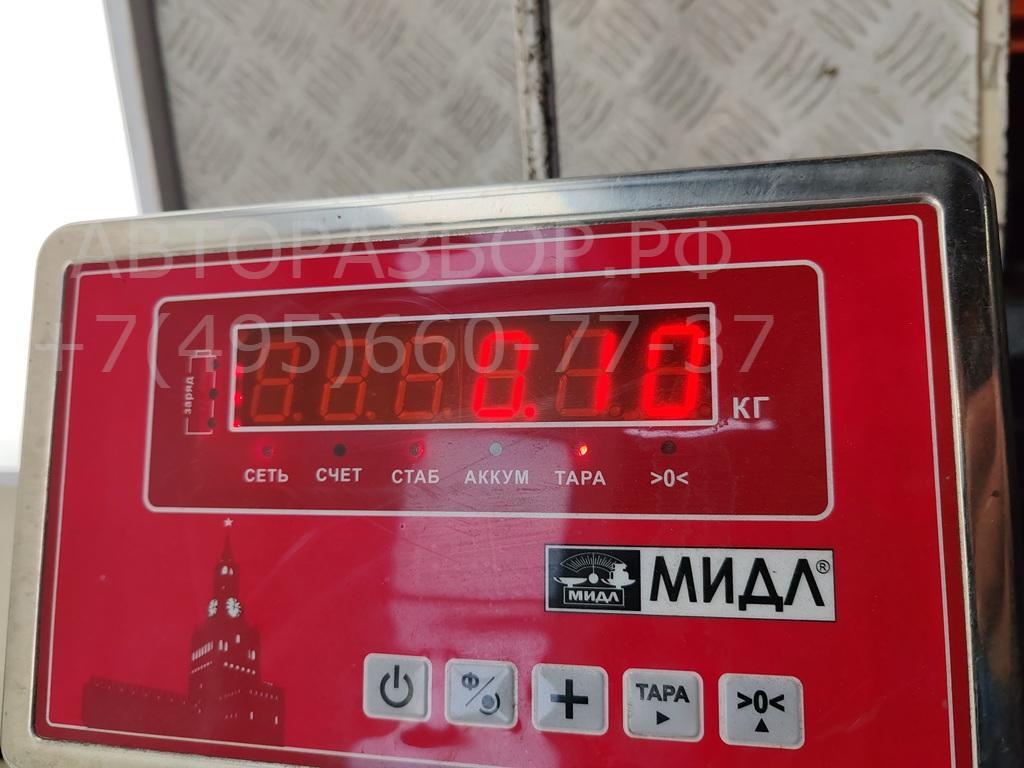 АВТОРАЗБОР.РФ
+7(495)660-77-37
заряд
0.10 КГ
СЕТЬ СЧЕТ СТАБ АККУМ ТАРА >0<
МИДЛ МИДЛ®
Ф ТАРА >0<